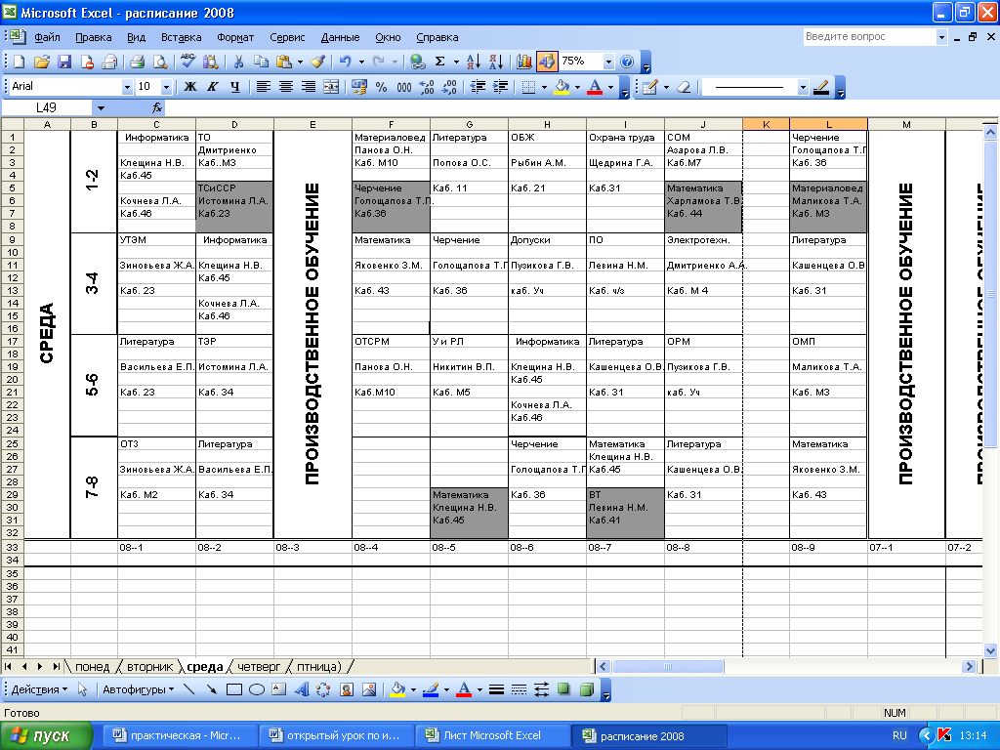 Microsoft Excel - расписание 2008
Файл Правка Вид Вставка Формат Сервис Данные Окно Справка Введите вопрос
75%
Arial 10 Ж К Ч % 000
L49 fx
A B C D E F G H I J K L M
1 Информатика ТО Материаловед Литература ОБЖ Охрана труда СОМ Черчение
2 Дмитриенко Панова О.Н. Азарова Л.В. Голощапова Т.П
3 Клещина Н.В. Каб..М3 Каб. М10 Попова О.С. Рыбин А.М. Щедрина Г.А. Каб.М7 Каб. 36
4 Каб.45
5 ТСиССР Черчение Каб. 11 Каб. 21 Каб.31 Математика Материаловед
6 Кочнева Л.А. Истомина Л.А. Голощапова Т.П. Харламова Т.В. Маликова Т.А.
7 Каб.46 Каб.23 Каб.36 Каб. 44 Каб. М3
8
1-2
9 УТЭМ Информатика Математика Черчение Допуски ПО Электротехн. Литература
10
11 Зиновьева Ж.А. Клещина Н.В. Яковенко З.М. Голощапова Т.П Пузикова Г.В. Левина Н.М. Дмитриенко А.А. Кашенцева О.В
12 Каб.45
13 Каб. 23 Каб. 43 Каб. 36 каб. Уч Каб. ч/з Каб. М 4 Каб. 31
14 Кочнева Л.А.
15 Каб.46
16
3-4
СРЕДА
ПРОИЗВОДСТВЕННОЕ ОБУЧЕНИЕ
ПРОИЗВОДСТВЕННОЕ ОБУЧЕНИЕ
17 Литература ТЭР ОТСРМ У и РЛ Информатика Литература ОРМ ОМП
18
19 Васильева Е.П. Истомина Л.А. Панова О.Н. Никитин В.П. Клещина Н.В. Кашенцева О.В. Пузикова Г.В. Маликова Т.А.
20 Каб.45
21 Каб. 23 Каб. 34 Каб.М10 Каб. М5 Каб. 31 каб. Уч Каб. М3
22 Кочнева Л.А.
23 Каб.46
24
5-6
25 ОТЗ Литература Черчение Математика Литература Математика
26 Клещина Н.В.
27 Зиновьева Ж.А. Васильева Е.П. Голощапова Т.П Каб.45 Кашенцева О.В. Яковенко З.М.
28
29 Каб. М2 Каб. 34 Математика Каб. 36 ВТ Каб. 31 Каб. 43
30 Клещина Н.В. Левина Н.М.
31 Каб.45 Каб.41
32
7-8
33 08--1 08--2 08--3 08--4 08--5 08--6 08--7 08--8 08--9 07--1 07--2
34
35
36
37
38
39
40
41
понед вторник среда четверг птница)
Действия Автофигуры
Готово NUM
пуск практическая - Micr... открытый урок по и... Лист Microsoft Excel расписание 2008 RU 13:14